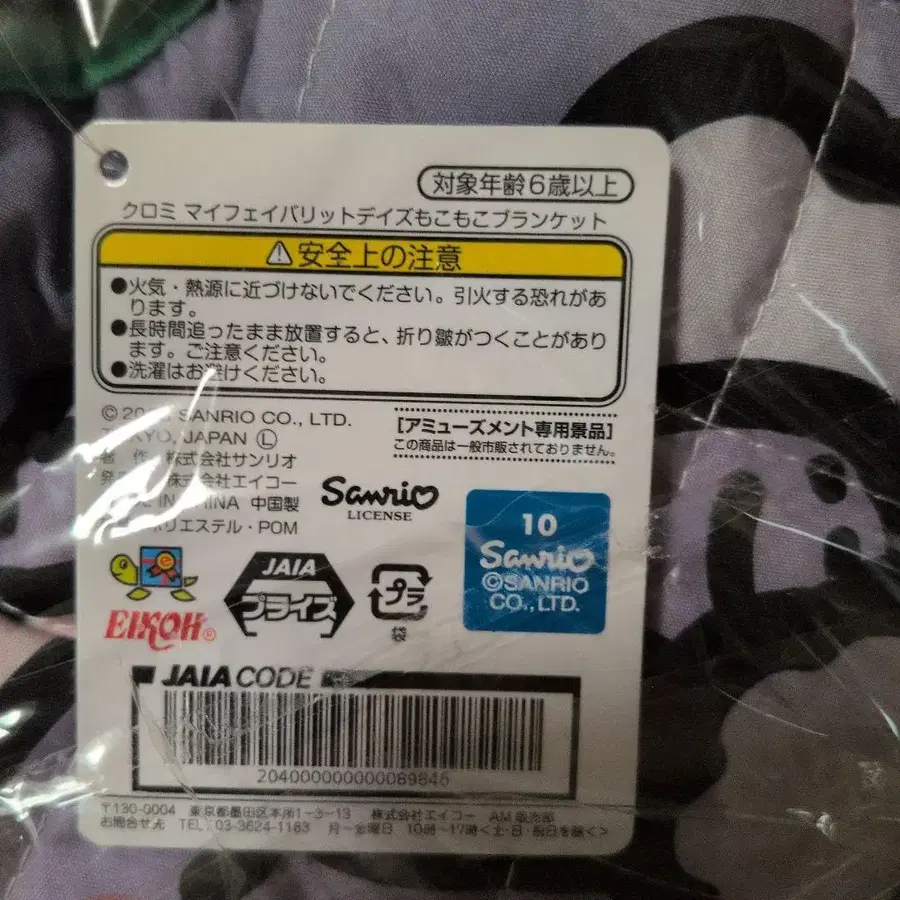 対象年齢6歳以上
クロミ マイフェイバリットデイズもこもこブランケット
⚠安全上の注意
●火気・熱源に近づけないでください。引火する恐れがあ
ります。
●長時間追ったまま放置すると、折り皺がつくことがあり
ます。ご注意ください。
●洗濯はお避けください。
© SANRIO CO., LTD.
TOKYO, JAPAN Ⓛ
著 作 株式会社サンリオ
株式会社エイコー
MADE IN CHINA 中国製
ポリエステル・POM
[アミューズメント専用景品]
この商品は一般市販されておりません。
Sanrio
LICENSE
10
Sanrio
©SANRIO
CO., LTD.
EIKOH®
JAIA
プライズ
プラ
袋
JAIA CODE
2040000000000089846
〒130-0004 東京都墨田区本所1-3-13 株式会社エイコー AM販売部
お問合せ先 TEL.03-3624-1183 月~金曜日 10時~17時<土・日・祝日を除く>